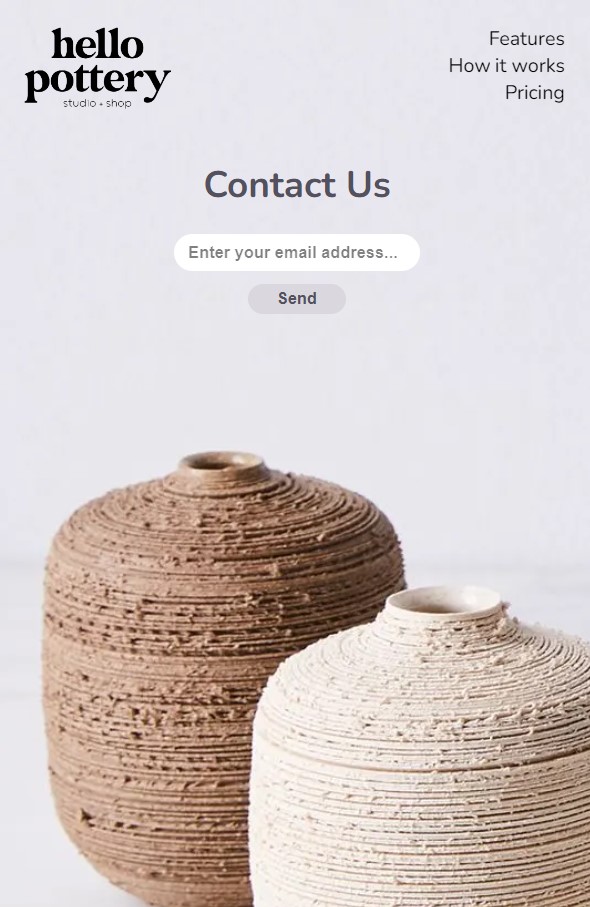 hello
pottery
studio + shop
Features
How it works
Pricing
Contact Us
Enter your email address...
Send